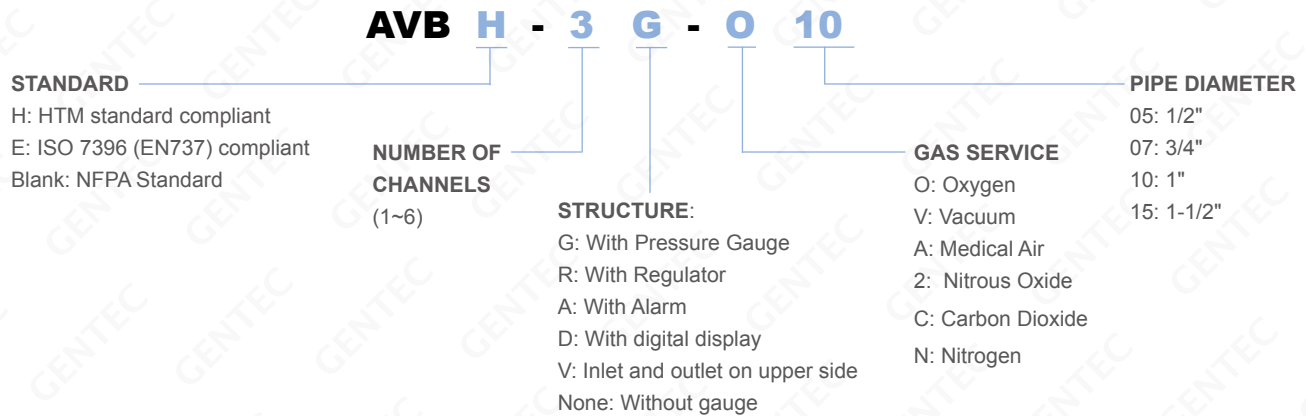 AVB H - 3 G - O 10
STANDARD
H: HTM standard compliant
E: ISO 7396 (EN737) compliant
Blank: NFPA Standard
NUMBER OF
CHANNELS
(1~6)
STRUCTURE:
G: With Pressure Gauge
R: With Regulator
A: With Alarm
D: With digital display
V: Inlet and outlet on upper side
None: Without gauge
GAS SERVICE
O: Oxygen
V: Vacuum
A: Medical Air
2: Nitrous Oxide
C: Carbon Dioxide
N: Nitrogen
PIPE DIAMETER
05: 1/2"
07: 3/4"
10: 1"
15: 1-1/2"
GENTEC